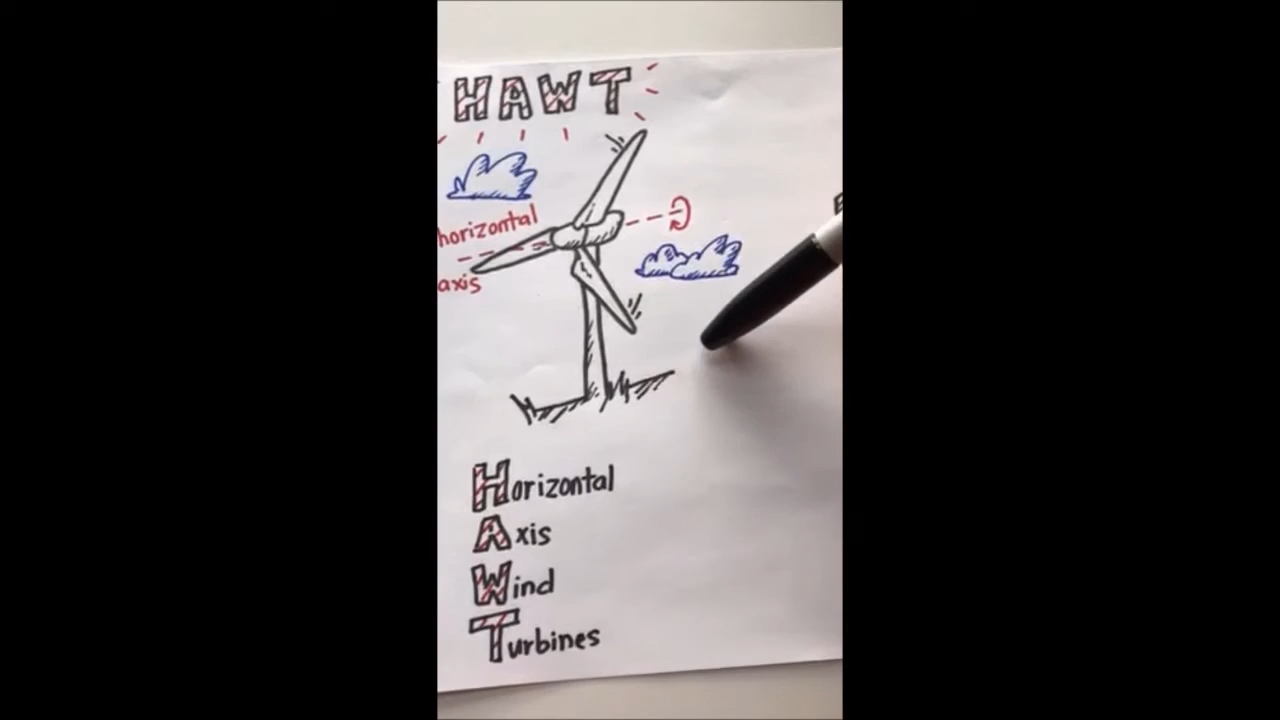 HAWT
horizontal
axis
Horizontal
Axis
Wind
Turbines